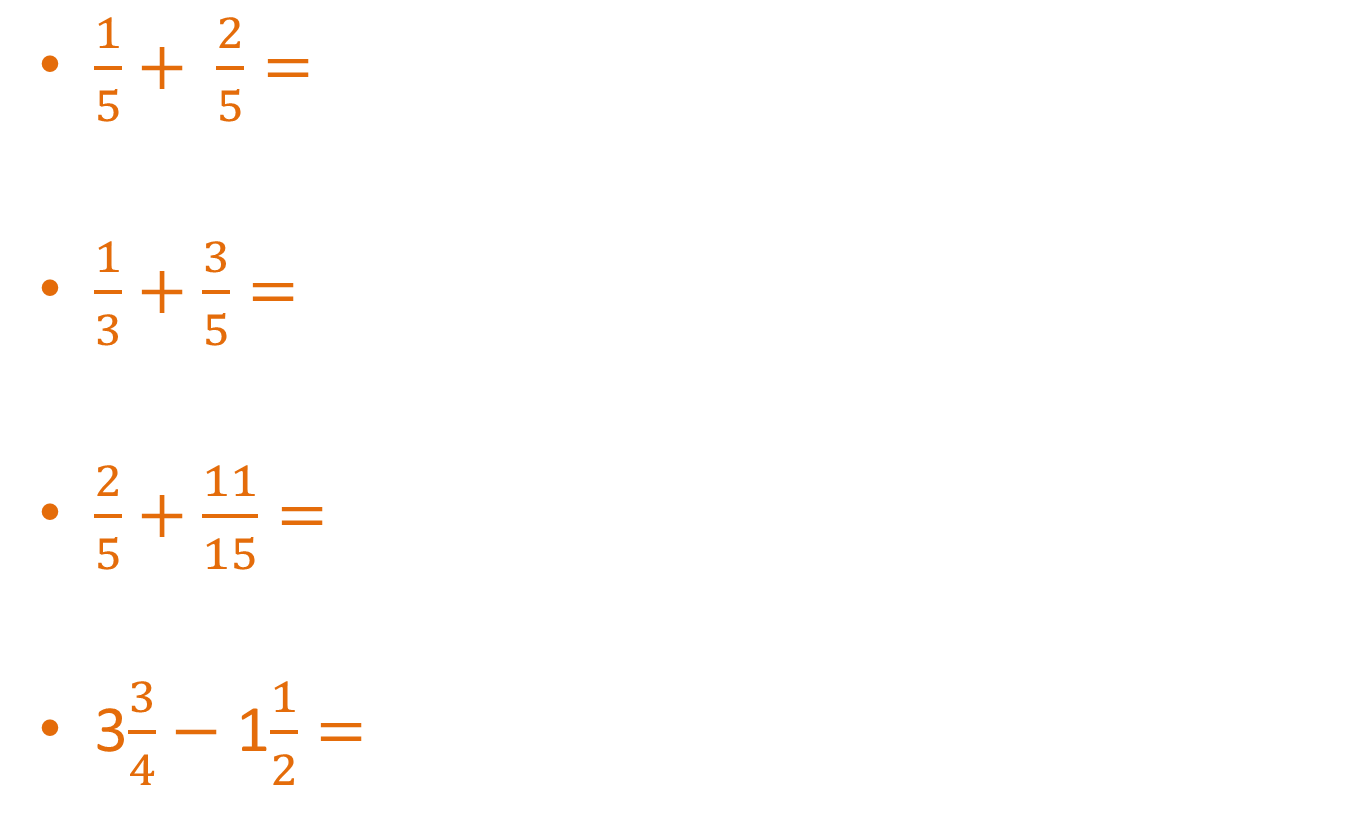 • 1/5 + 2/5 =
• 1/3 + 3/5 =
• 2/5 + 11/15 =
• 3 3/4 − 1 1/2 =